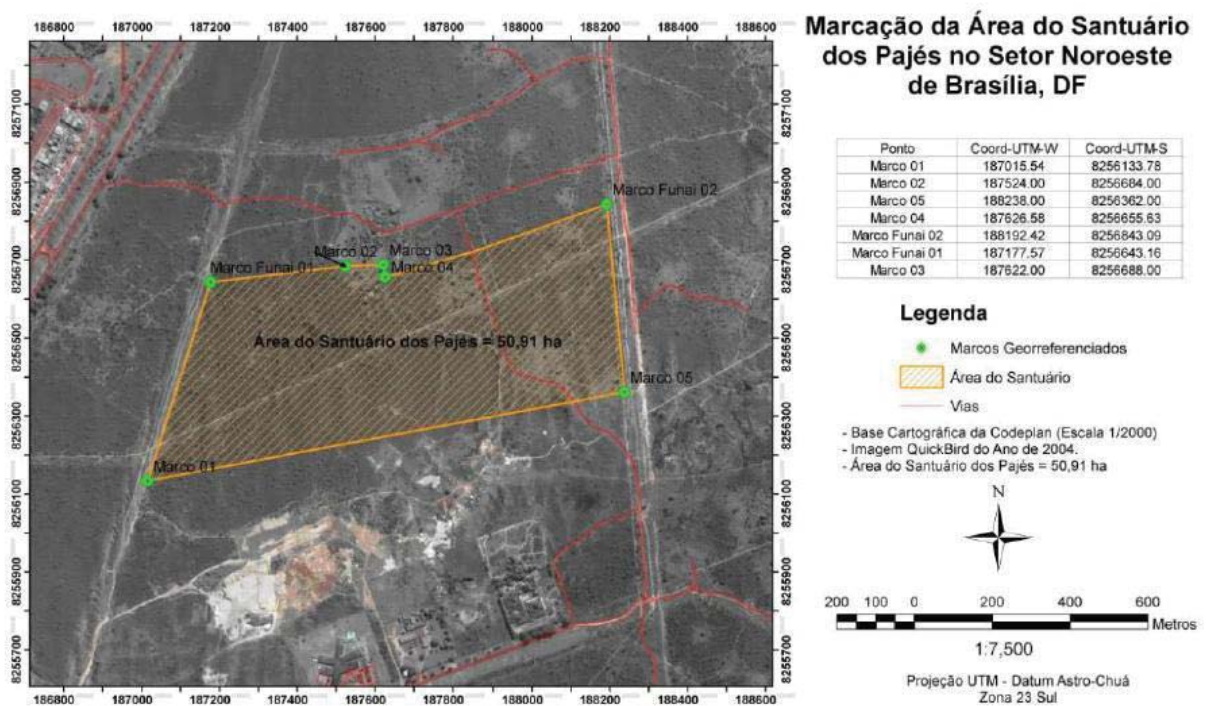 186800 187000 187200 187400 187600 187800 188000 188200 188400 188600
8257100
8256900
8256700
8256500
8256300
8256100
8255900
8255700
Marco Funai 02
Marco 02
Marco 03
Marco Funai 01
Marco 04
Área do Santuário dos Pajés = 50,91 ha
Marco 05
Marco 01
8257100
8256900
8256700
8256500
8256300
8256100
8255900
8255700
186800 187000 187200 187400 187600 187800 188000 188200 188400 188600
Marcação da Área do Santuário
dos Pajés no Setor Noroeste
de Brasília, DF
Ponto Coord-UTM-W Coord-UTM-S
Marco 01 187015.54 8256133.78
Marco 02 187524.00 8256684.00
Marco 05 188238.00 8256362.00
Marco 04 187626.58 8256655.63
Marco Funai 02 188192.42 8256843.09
Marco Funai 01 187177.57 8256643.16
Marco 03 187622.00 8256688.00
Legenda
Marcos Georreferenciados
Área do Santuário
Vias
- Base Cartográfica da Codeplan (Escala 1/2000)
- Imagem QuickBird do Ano de 2004.
- Área do Santuário dos Pajés = 50,91 ha
N
200 100 0 200 400 600
Metros
1:7,500
Projeção UTM - Datum Astro-Chuá
Zona 23 Sul